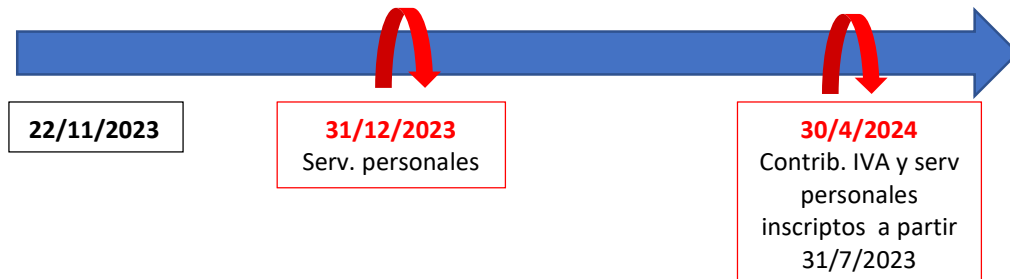 22/11/2023
31/12/2023
Serv. personales
30/4/2024
Contrib. IVA y serv
personales
inscriptos a partir
31/7/2023